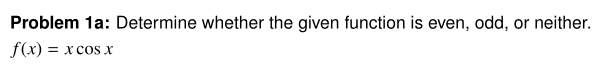 Problem 1a: Determine whether the given function is even, odd, or neither.
f(x) = x cos x